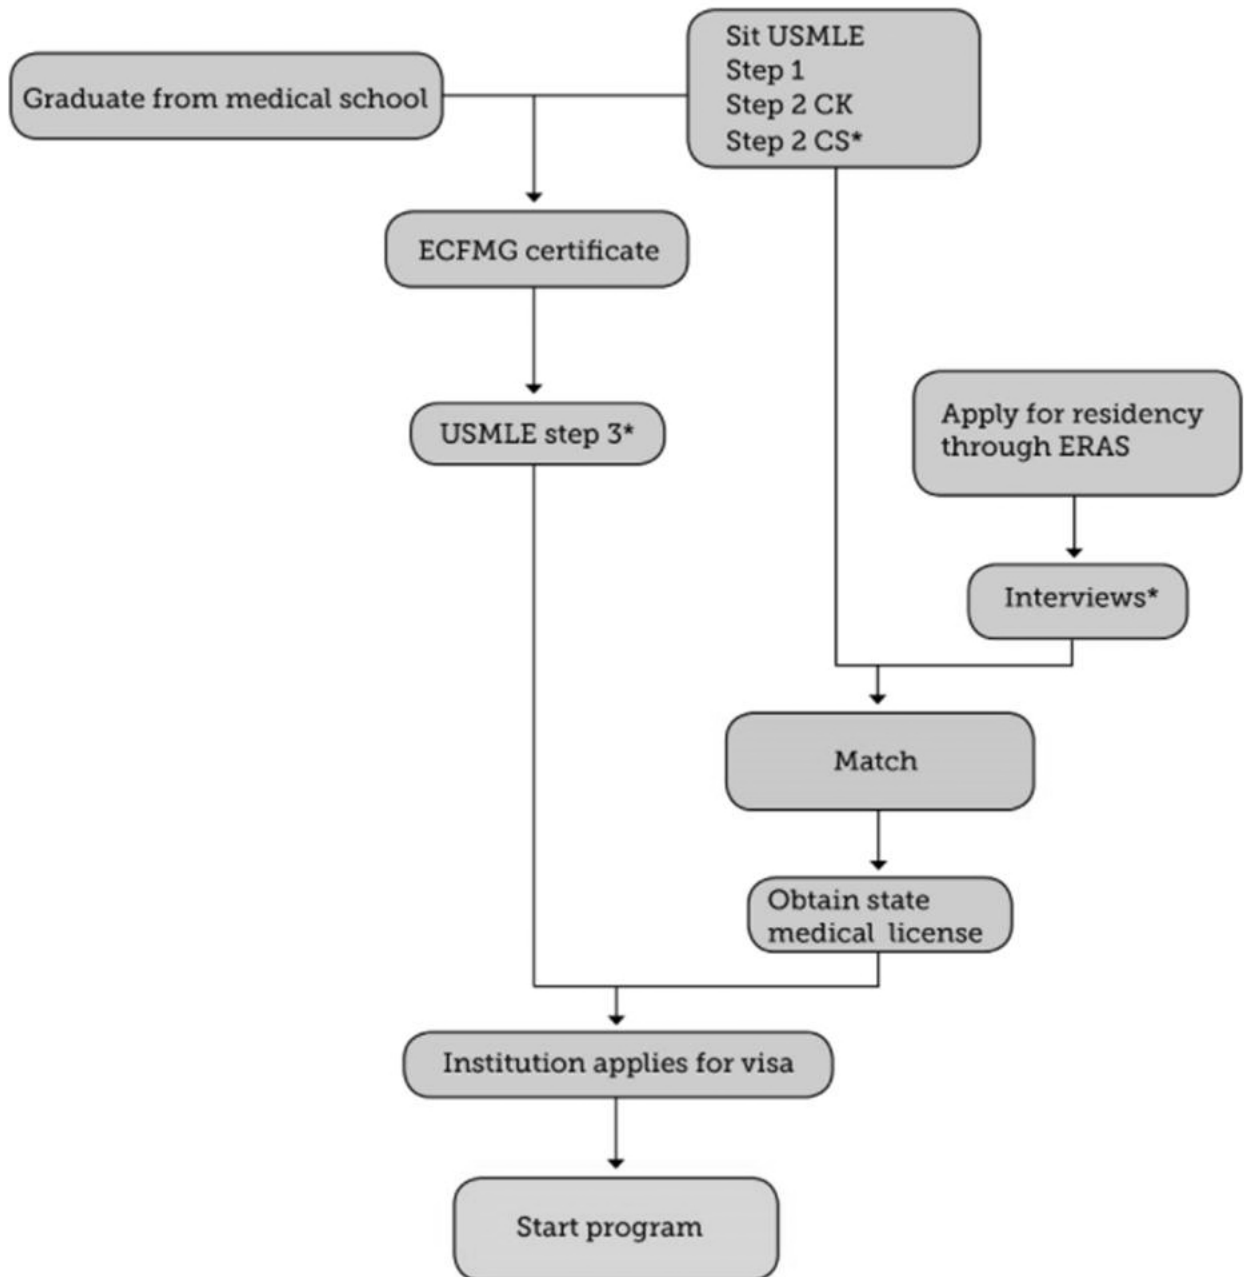 Sit USMLE
Step 1
Step 2 CK
Step 2 CS*
Graduate from medical school
ECFMG certificate
USMLE step 3*
Apply for residency
through ERAS
Interviews*
Match
Obtain state
medical license
Institution applies for visa
Start program